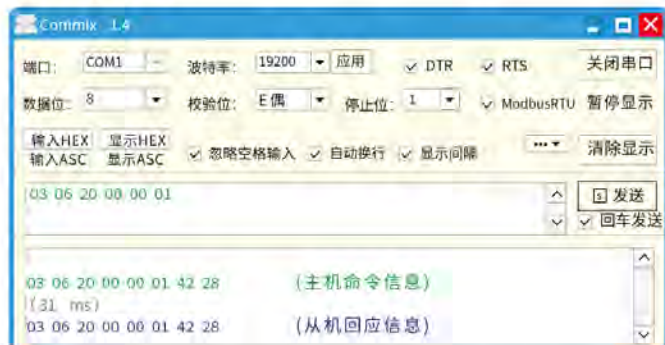 Commix 1.4
端口: COM1 波特率: 19200 应用 DTR RTS 关闭串口
数据位: 8 校验位: E偶 停止位: 1 ModbusRTU 暂停显示
输入HEX 显示HEX
输入ASC 显示ASC 忽略空格输入 自动换行 显示间隔 ... 清除显示
03 06 20 00 00 01 发送
回车发送
03 06 20 00 00 01 42 28 (主机命令信息)
(31 ms)
03 06 20 00 00 01 42 28 (从机回应信息)